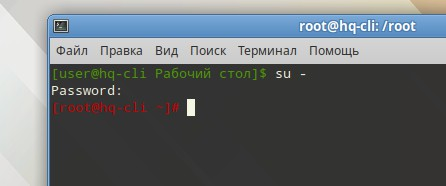 root@hq-cli: /root
Файл Правка Вид Поиск Терминал Помощь
[user@hq-cli Рабочий стол]$ su -
Password:
[root@hq-cli ~]#